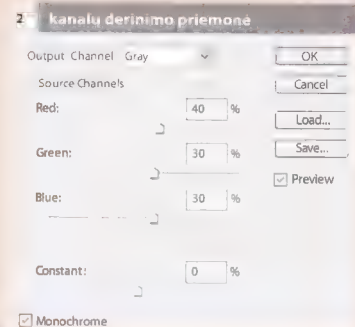 2 kanalų derinimo priemonė
Output Channel Gray
OK
Source Channels
Cancel
Red: 40 %
Load...
Green: 30 %
Save...
Preview
Blue: 30 %
Constant: 0 %
Monochrome